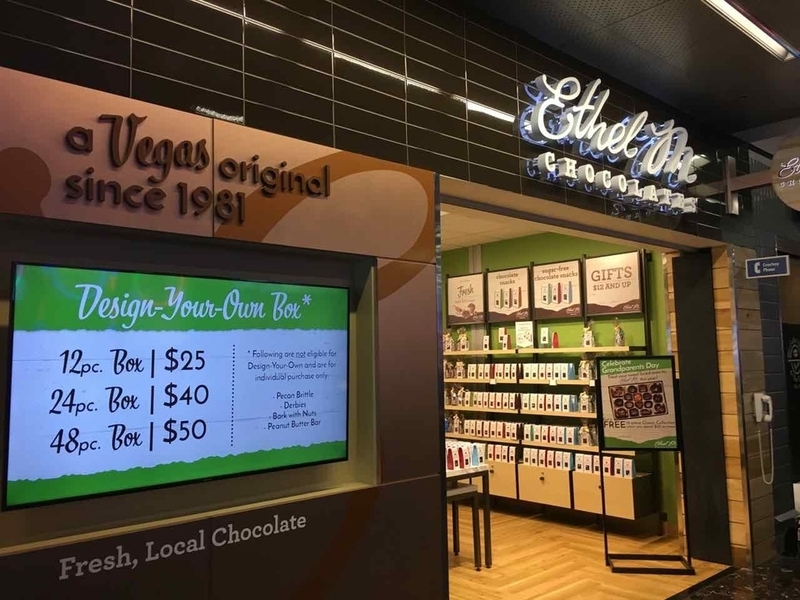 a Vegas original
since 1981
Ethel M
CHOCOLATES
Design-Your-Own Box*
12pc. Box | $25
24pc. Box | $40
48pc. Box | $50
* Following are not eligible for
Design-Your-Own and are for
individual purchase only
- Pecan Brittle
- Derbies
- Bark with Nuts
- Peanut Butter Bar
Fresh, Local Chocolate
Fresh
chocolate
snacks
sugar-free
chocolate snacks
GIFTS
$12 AND UP
Celebrate
Grandparents Day
FREE
Courtesy
Phone